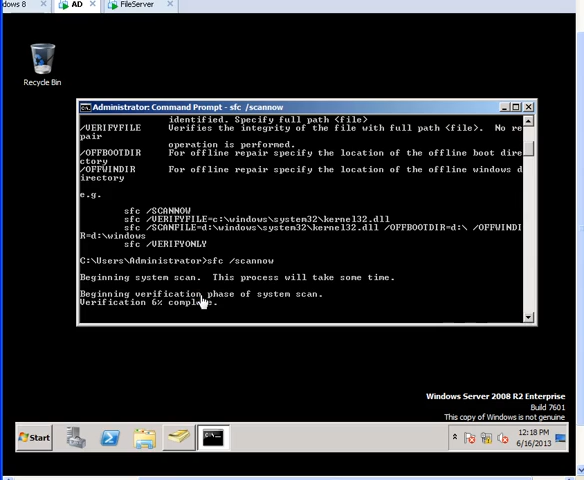 dows 8
AD
FileServer
Recycle Bin
Administrator: Command Prompt - sfc /scannow
identified. Specify full path <file>
/VERIFYFILE Verifies the integrity of the file with full path <file>. No re
pair
operation is performed.
/OFFBOOTDIR For offline repair specify the location of the offline boot dire
ctory
/OFFWINDIR For offline repair specify the location of the offline windows d
irectory
e.g.
sfc /SCANNOW
sfc /VERIFYFILE=c:\windows\system32\kernel32.dll
sfc /SCANFILE=d:\windows\system32\kernel32.dll /OFFBOOTDIR=d:\ /OFFWINDI
R=d:\windows
sfc /VERIFYONLY
C:\Users\Administrator>sfc /scannow
Beginning system scan. This process will take some time.
Beginning verification phase of system scan.
Verification 6% complete.
Windows Server 2008 R2 Enterprise
Build 7601
This copy of Windows is not genuine
Start
12:18 PM
6/16/2013